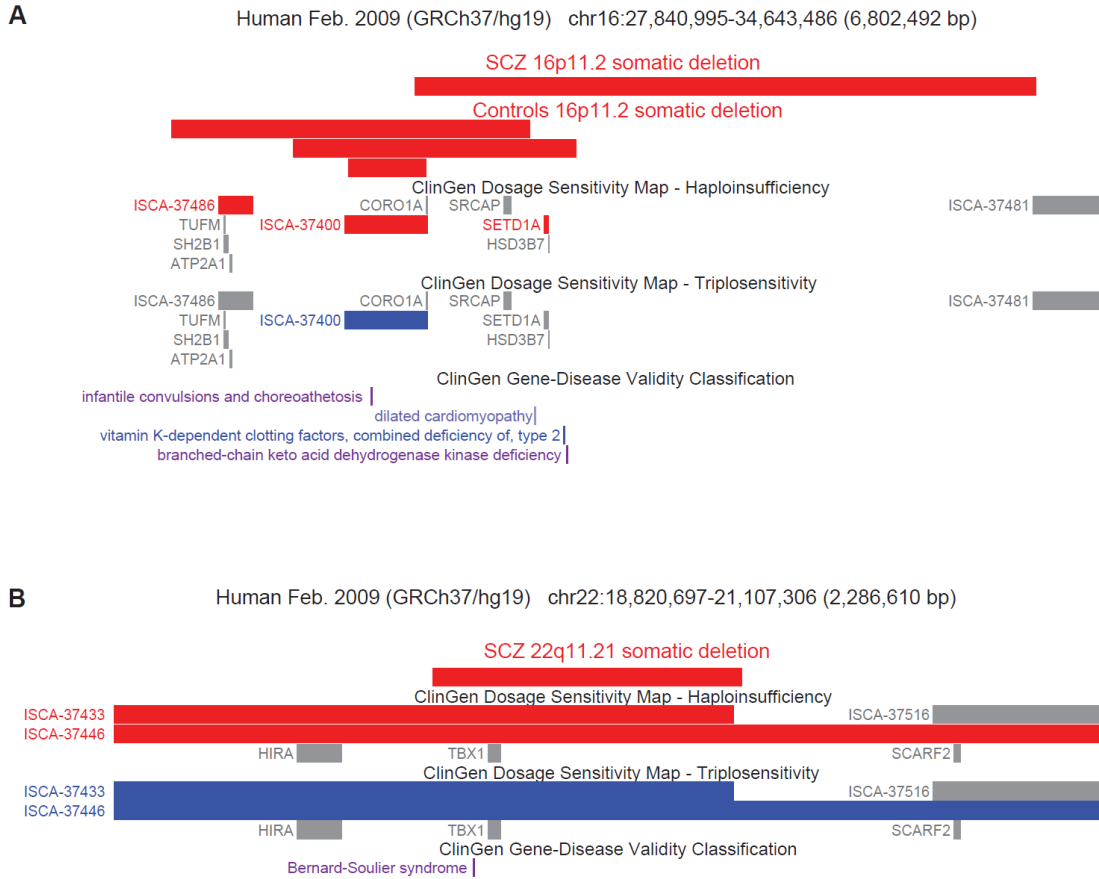 A
Human Feb. 2009 (GRCh37/hg19) chr16:27,840,995-34,643,486 (6,802,492 bp)
SCZ 16p11.2 somatic deletion
Controls 16p11.2 somatic deletion
ClinGen Dosage Sensitivity Map - Haploinsufficiency
ISCA-37486 CORO1A SRCAP ISCA-37481
TUFM ISCA-37400 SETD1A
SH2B1 HSD3B7
ATP2A1
ClinGen Dosage Sensitivity Map - Triplosensitivity
ISCA-37486 CORO1A SRCAP ISCA-37481
TUFM ISCA-37400 SETD1A
SH2B1 HSD3B7
ATP2A1
ClinGen Gene-Disease Validity Classification
infantile convulsions and choreoathetosis
dilated cardiomyopathy
vitamin K-dependent clotting factors, combined deficiency of, type 2
branched-chain keto acid dehydrogenase kinase deficiency
B
Human Feb. 2009 (GRCh37/hg19) chr22:18,820,697-21,107,306 (2,286,610 bp)
SCZ 22q11.21 somatic deletion
ClinGen Dosage Sensitivity Map - Haploinsufficiency
ISCA-37433 ISCA-37516
ISCA-37446
HIRA TBX1 SCARF2
ClinGen Dosage Sensitivity Map - Triplosensitivity
ISCA-37433 ISCA-37516
ISCA-37446
HIRA TBX1 SCARF2
ClinGen Gene-Disease Validity Classification
Bernard-Soulier syndrome